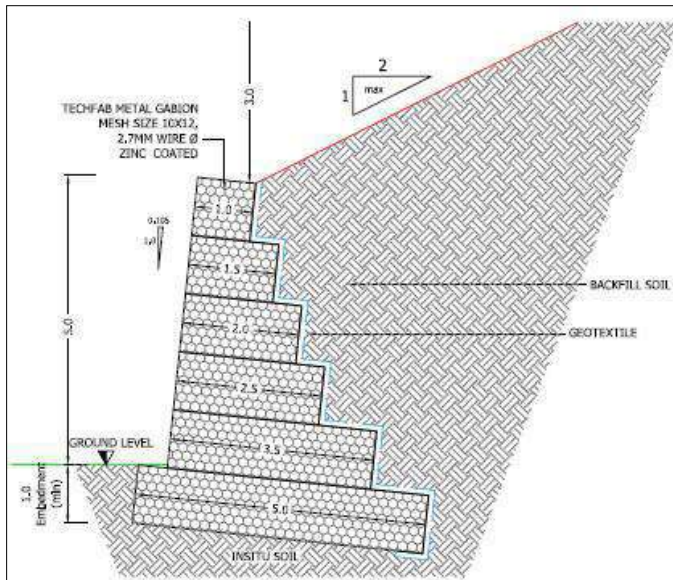 2
1
max
3.0
TECHFAB METAL GABION
MESH SIZE 10X12,
2.7MM WIRE Ø
ZINC COATED
1.0
0.105
1.0
1.5
5.0
BACKFILL SOIL
2.0
GEOTEXTILE
2.5
GROUND LEVEL
3.5
1.0
Embedment
(min)
5.0
INSITU SOIL